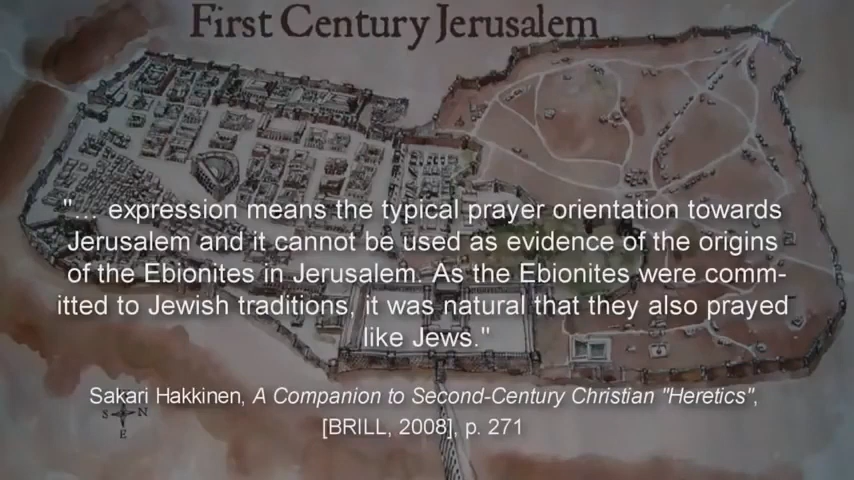 First Century Jerusalem
"... expression means the typical prayer orientation towards
Jerusalem and it cannot be used as evidence of the origins
of the Ebionites in Jerusalem. As the Ebionites were comm-
itted to Jewish traditions, it was natural that they also prayed
like Jews."
Sakari Hakkinen, A Companion to Second-Century Christian "Heretics",
[BRILL, 2008], p. 271
S N
E